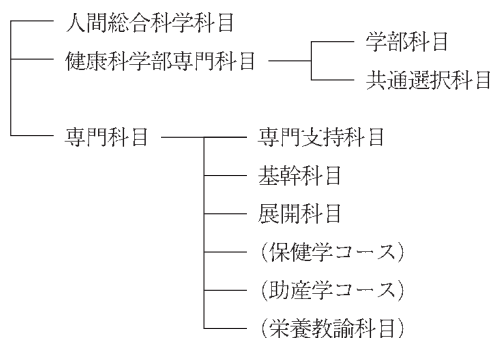 人間総合科学科目
健康科学部専門科目
学部科目
共通選択科目
専門科目
専門支持科目
基幹科目
展開科目
(保健学コース)
(助産学コース)
(栄養教諭科目)